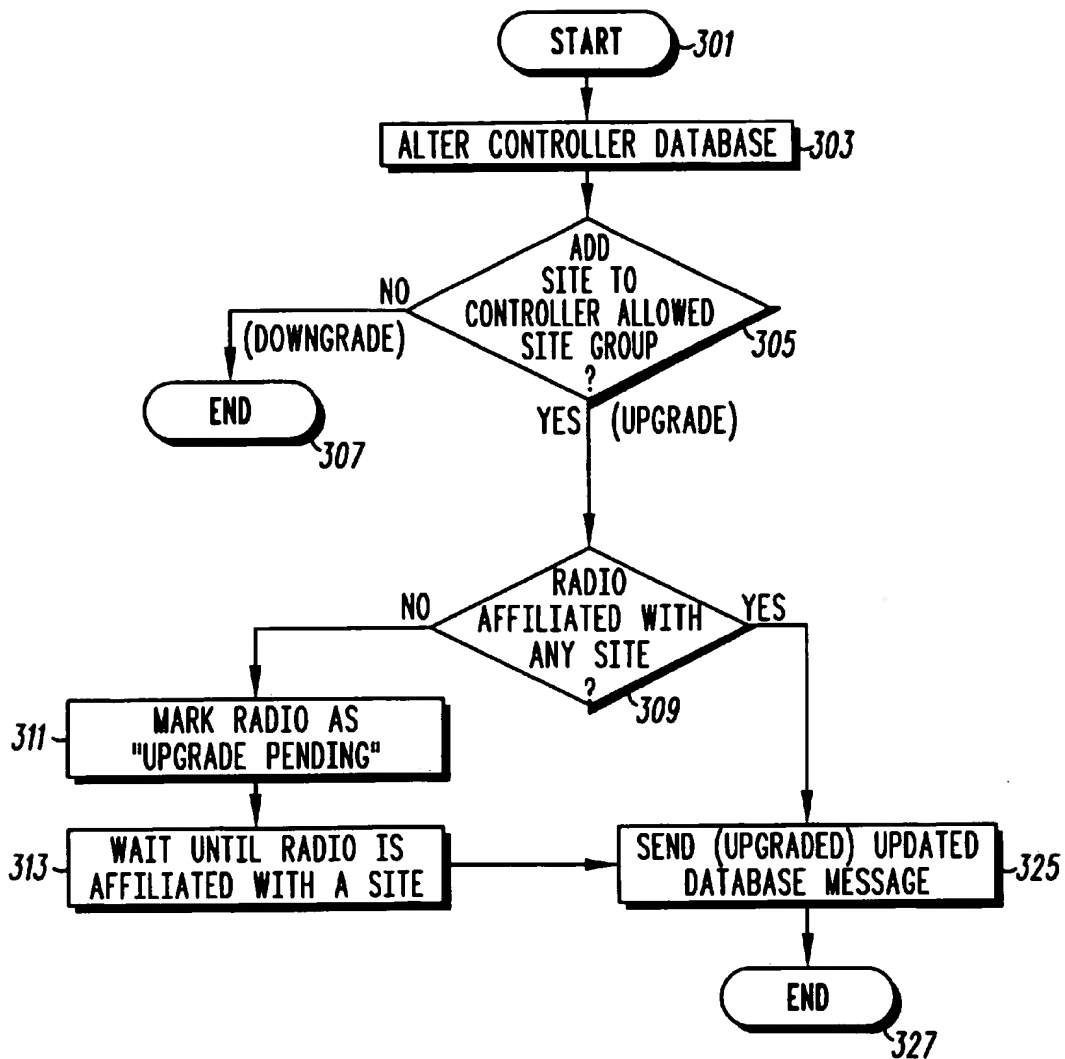 START
301
ALTER CONTROLLER DATABASE
303
ADD
SITE TO
CONTROLLER ALLOWED
SITE GROUP
?
305
NO
(DOWNGRADE)
END
307
YES (UPGRADE)
RADIO
AFFILIATED WITH
ANY SITE
?
309
NO
YES
311
MARK RADIO AS
"UPGRADE PENDING"
313
WAIT UNTIL RADIO IS
AFFILIATED WITH A SITE
SEND (UPGRADED) UPDATED
DATABASE MESSAGE
325
END
327